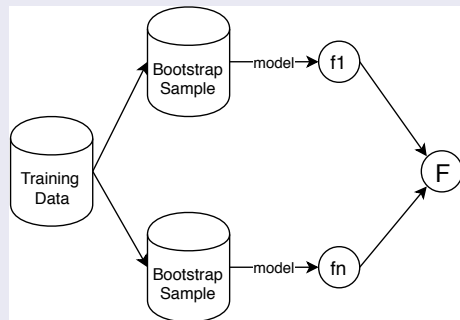 Bootstrap
Sample
model
f1
Training
Data
F
Bootstrap
Sample
model
fn